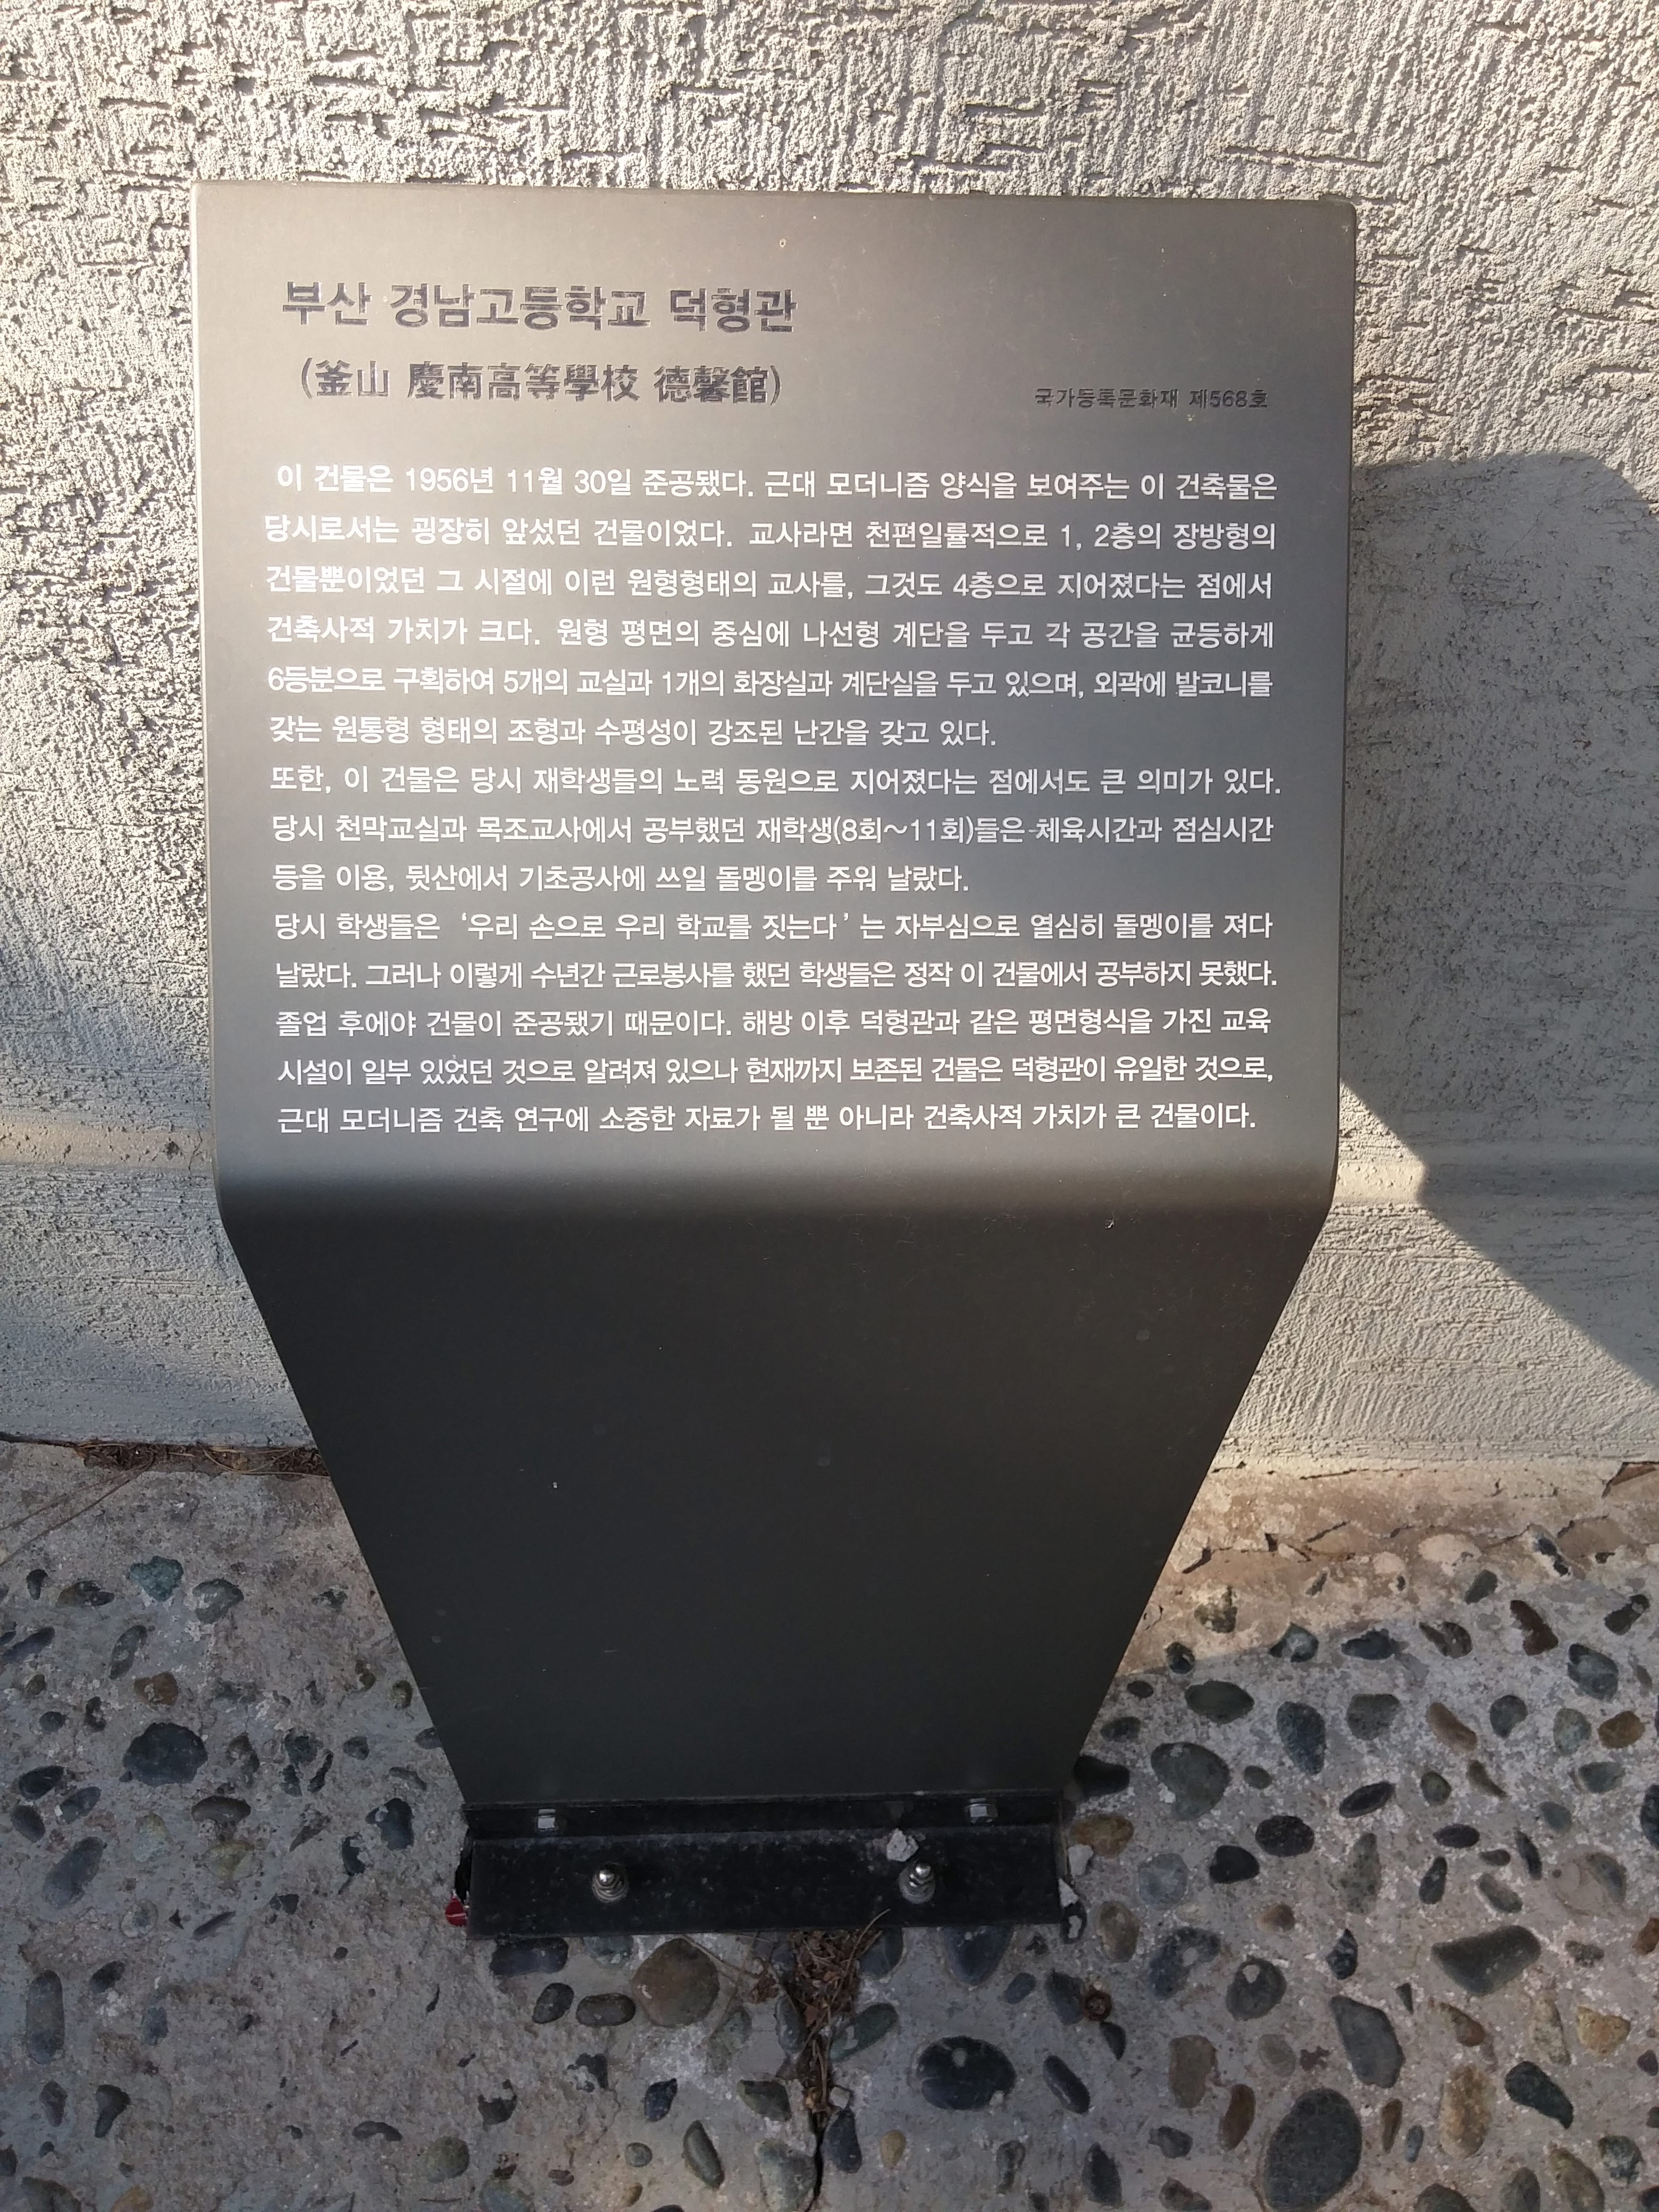 부산 경남고등학교 덕형관
(釜山 慶南高等學校 德馨館)
국가등록문화재 제568호
이 건물은 1956년 11월 30일 준공됐다. 근대 모더니즘 양식을 보여주는 이 건축물은
당시로서는 굉장히 앞섰던 건물이었다. 교사라면 천편일률적으로 1, 2층의 장방형의
건물뿐이었던 그 시절에 이런 원형형태의 교사를, 그것도 4층으로 지어졌다는 점에서
건축사적 가치가 크다. 원형 평면의 중심에 나선형 계단을 두고 각 공간을 균등하게
6등분으로 구획하여 5개의 교실과 1개의 화장실과 계단실을 두고 있으며, 외곽에 발코니를
갖는 원통형 형태의 조형과 수평성이 강조된 난간을 갖고 있다.
또한, 이 건물은 당시 재학생들의 노력 동원으로 지어졌다는 점에서도 큰 의미가 있다.
당시 천막교실과 목조교사에서 공부했던 재학생(8회~11회)들은 체육시간과 점심시간
등을 이용, 뒷산에서 기초공사에 쓰일 돌멩이를 주워 날랐다.
당시 학생들은 ‘우리 손으로 우리 학교를 짓는다’는 자부심으로 열심히 돌멩이를 져다
날랐다. 그러나 이렇게 수년간 근로봉사를 했던 학생들은 정작 이 건물에서 공부하지 못했다.
졸업 후에야 건물이 준공됐기 때문이다. 해방 이후 덕형관과 같은 평면형식을 가진 교육
시설이 일부 있었던 것으로 알려져 있으나 현재까지 보존된 건물은 덕형관이 유일한 것으로,
근대 모더니즘 건축 연구에 소중한 자료가 될 뿐 아니라 건축사적 가치가 큰 건물이다.